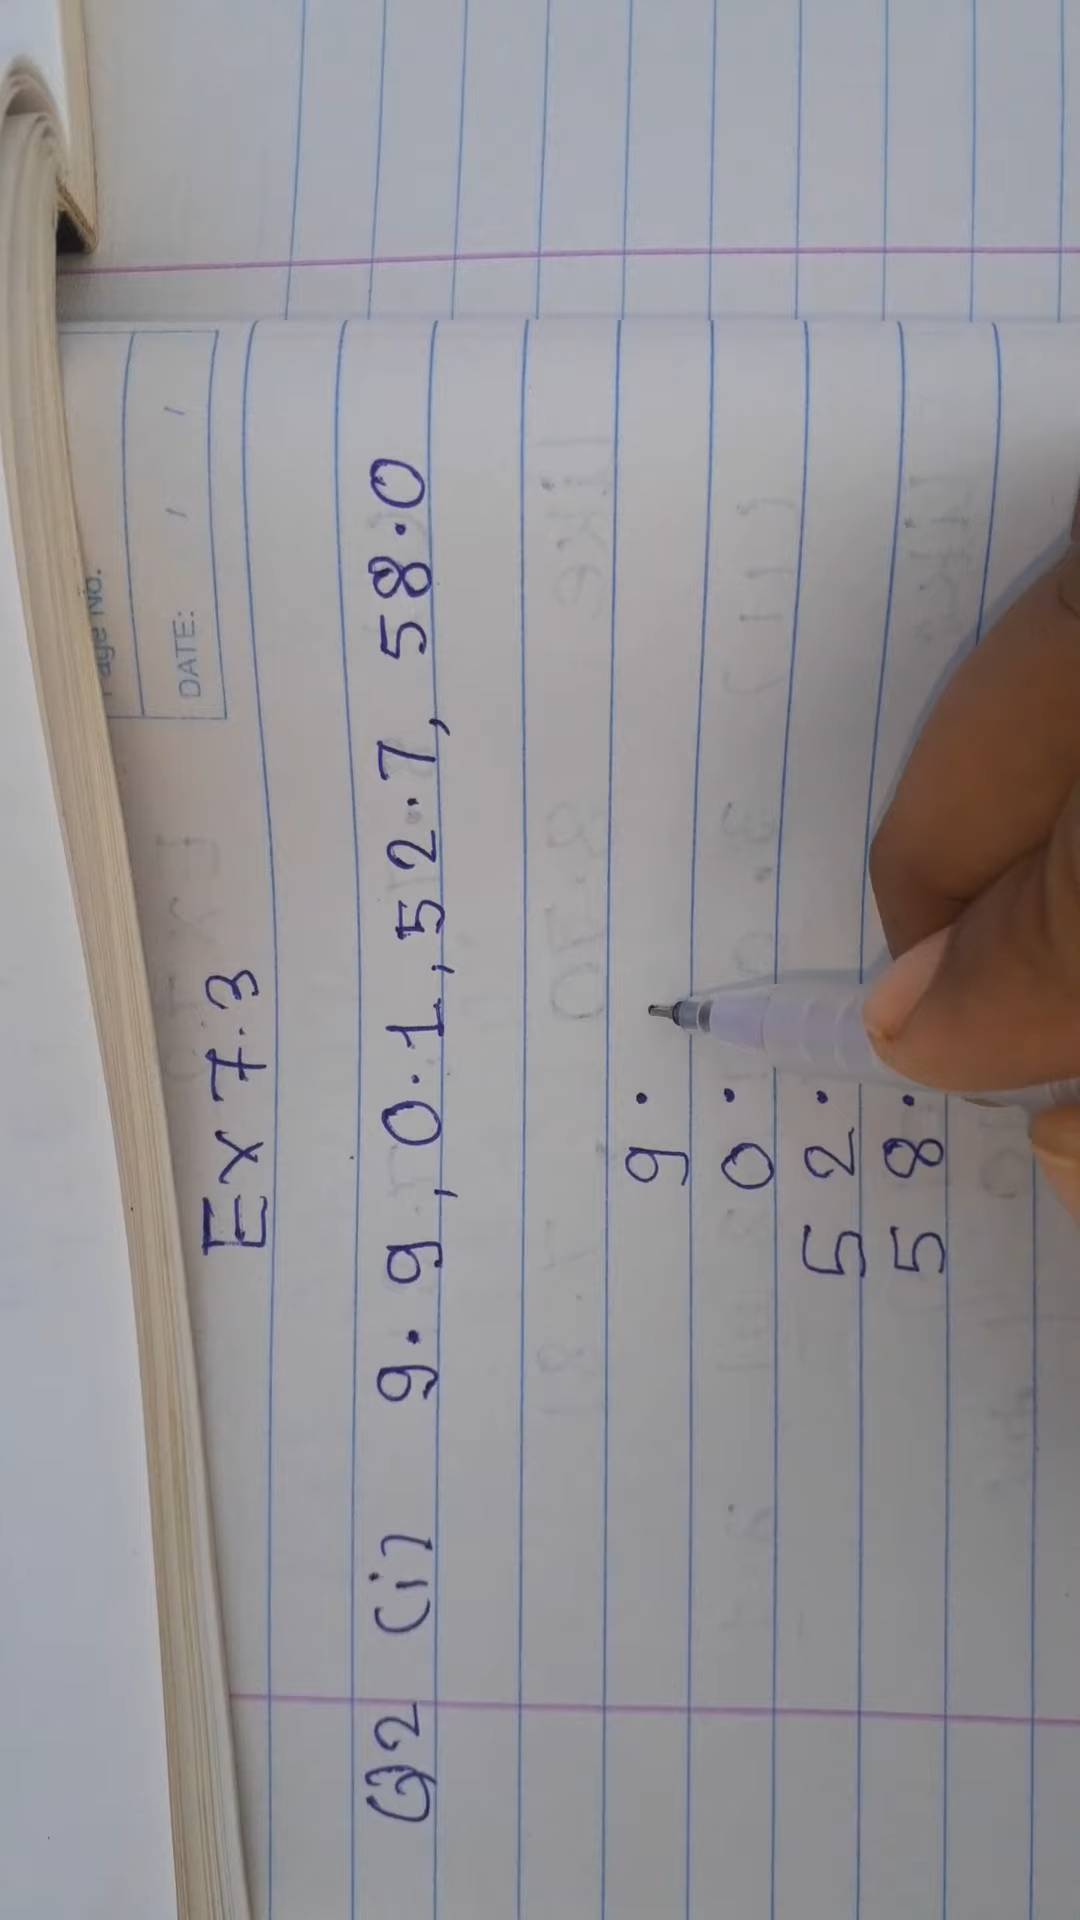 Page No.
DATE: / /
Ex 7.3
Q2 (i) 9.9, 0.1, 52.7, 58.0
9.
0.
52.
58.